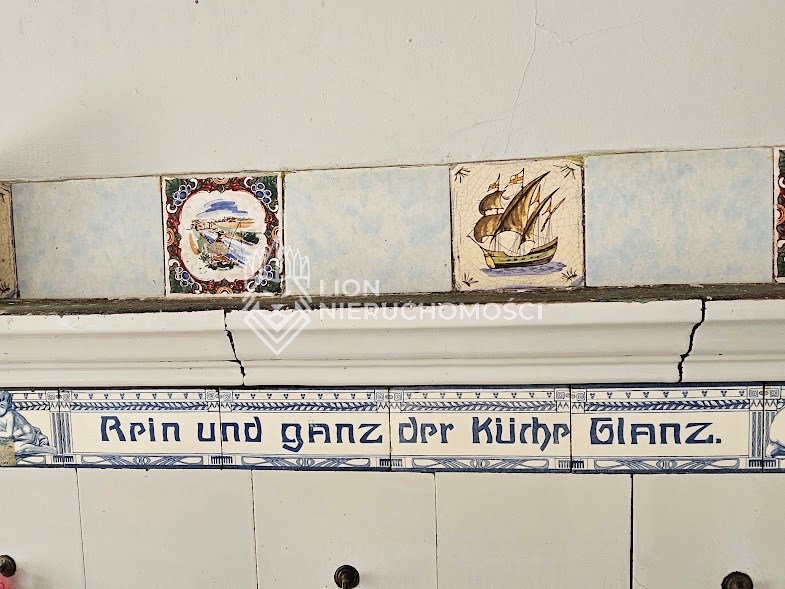 LION
NIERUCHOMOŚCI
Rein und ganz der Küche Glanz.